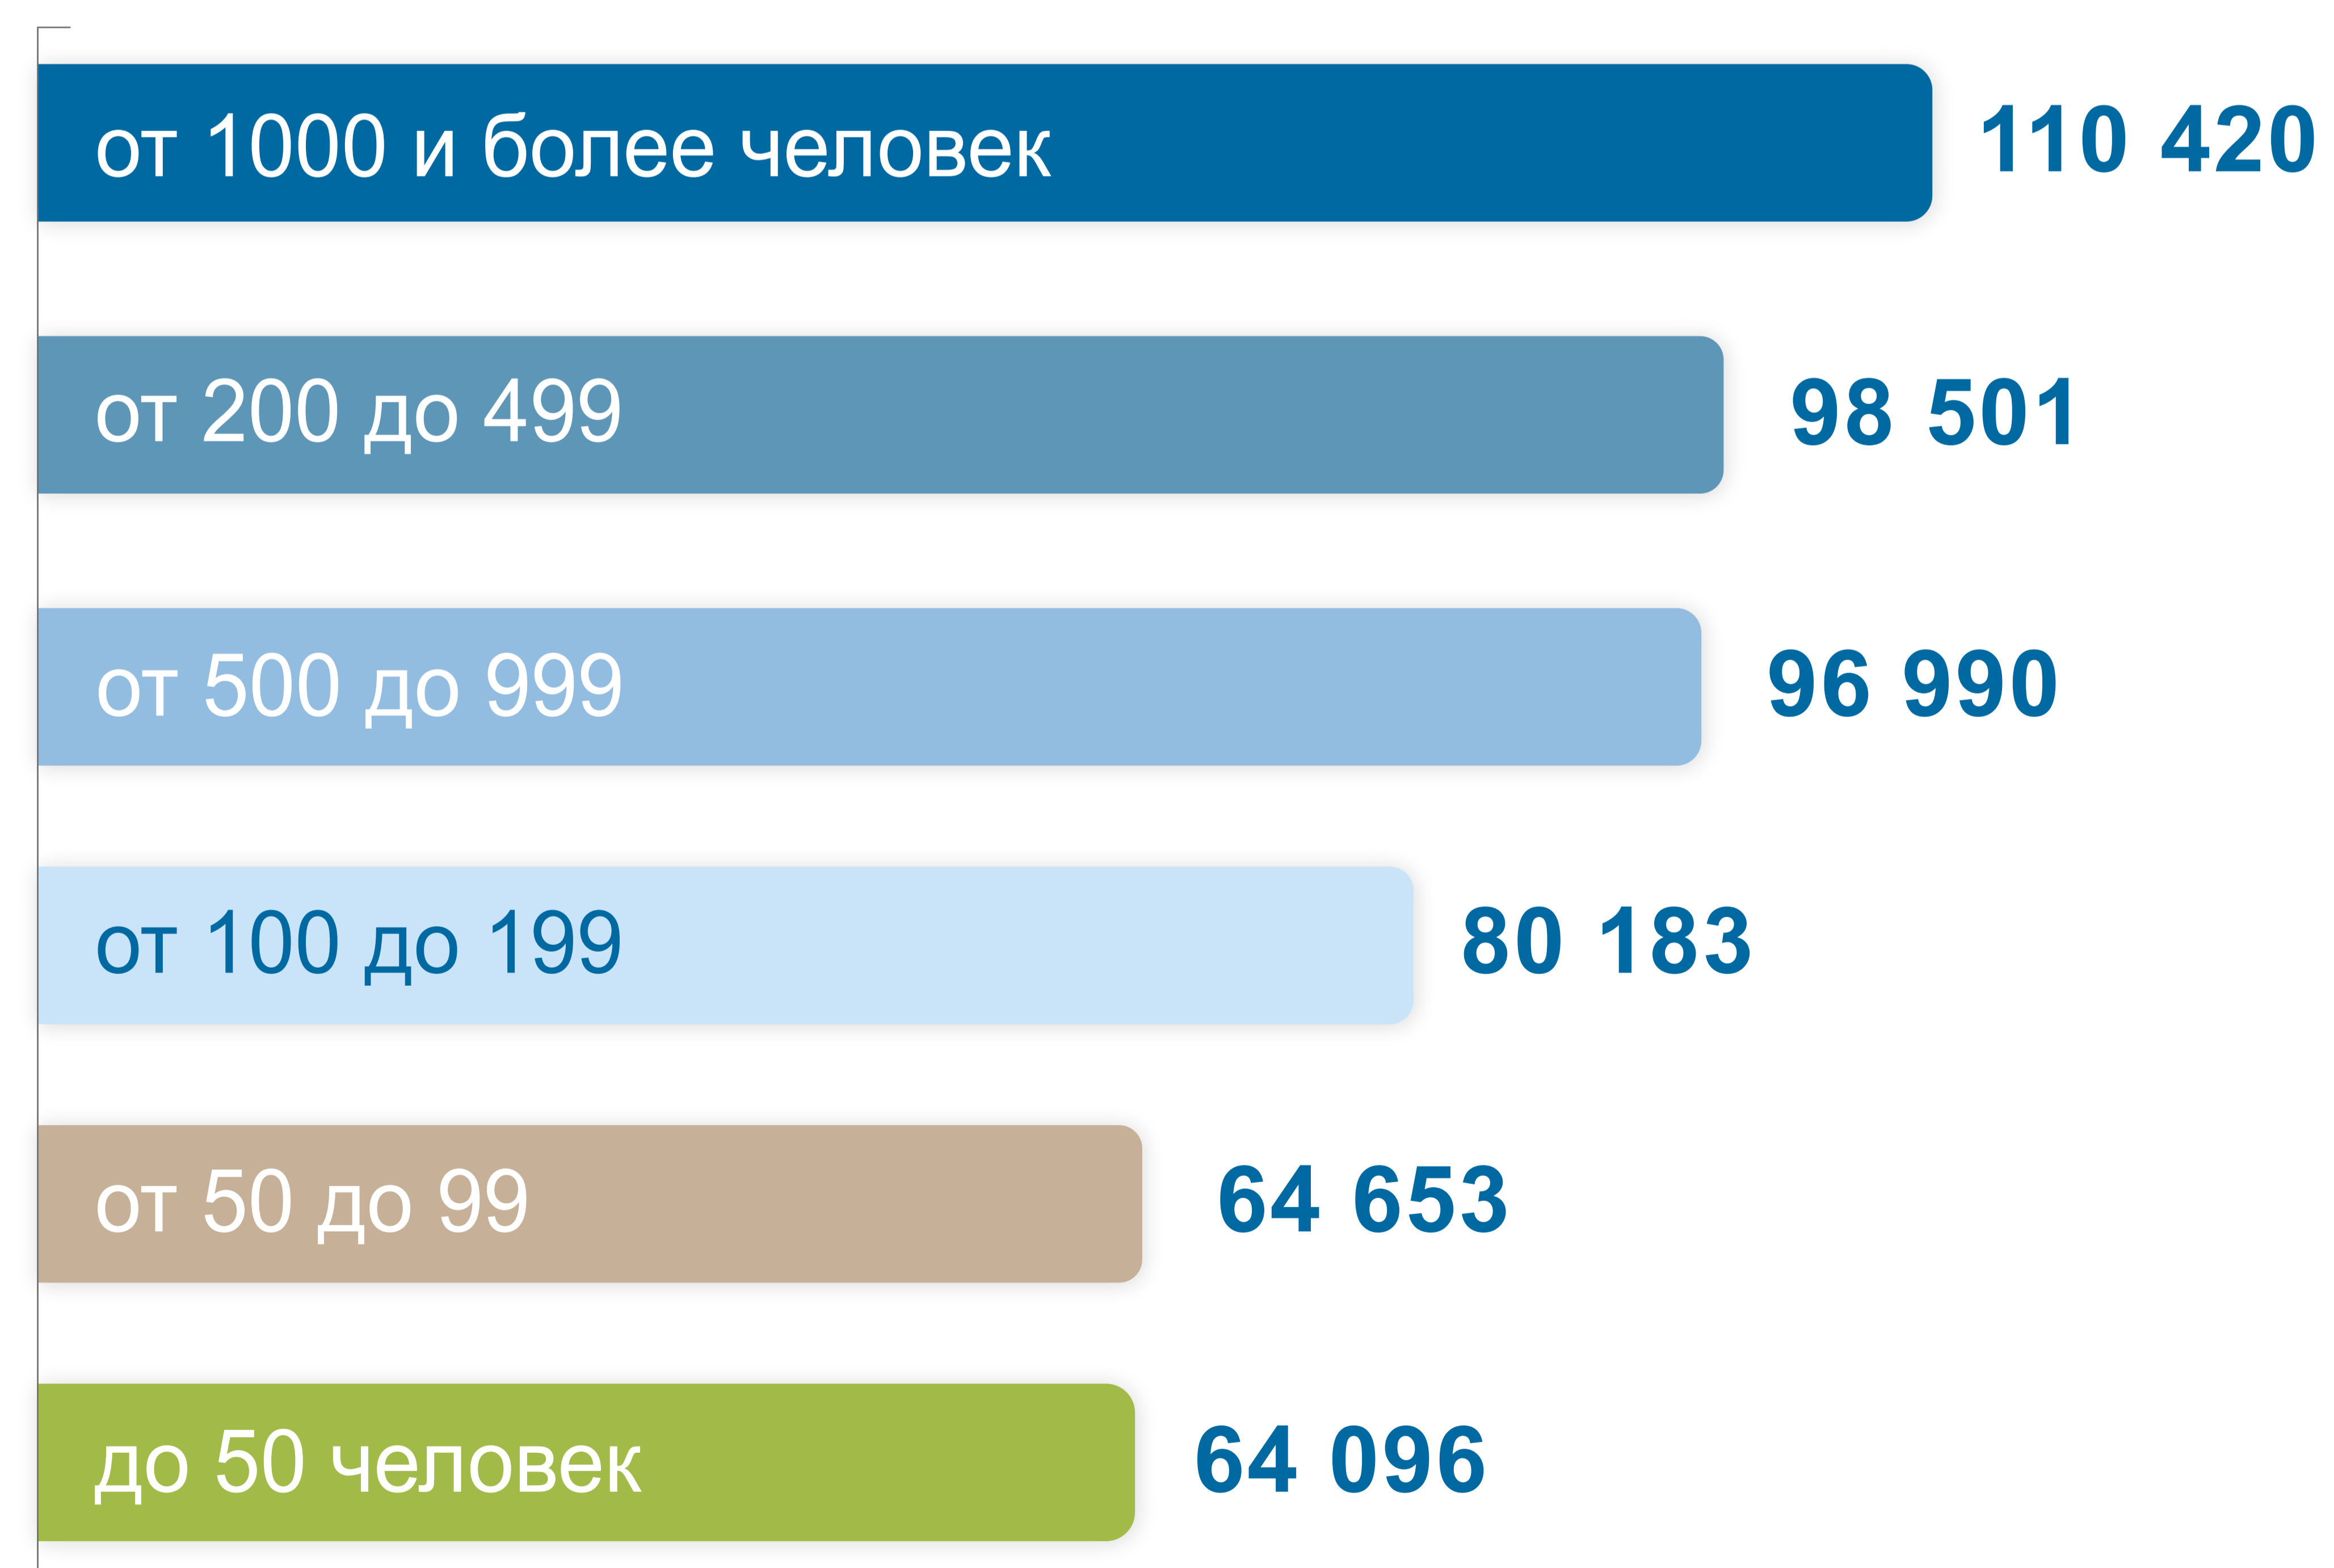 от 1000 и более человек 110 420
от 200 до 499 98 501
от 500 до 999 96 990
от 100 до 199 80 183
от 50 до 99 64 653
до 50 человек 64 096